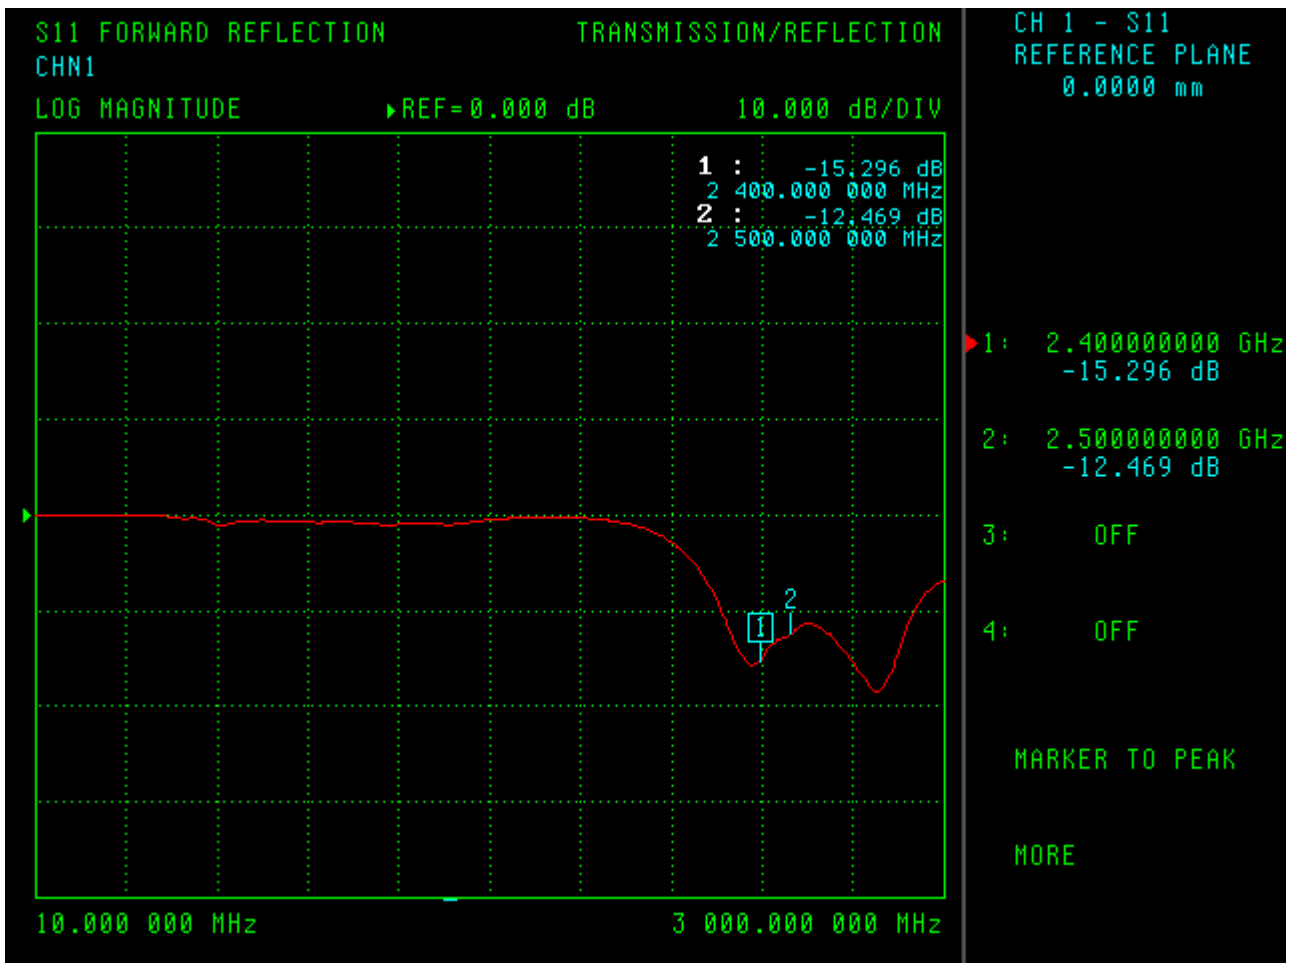 S11 FORWARD REFLECTION TRANSMISSION/REFLECTION
CHN1
LOG MAGNITUDE ▶REF=0.000 dB 10.000 dB/DIV
1 : -15.296 dB
2 400.000 000 MHz
2 : -12.469 dB
2 500.000 000 MHz
2
1
10.000 000 MHz 3 000.000 000 MHz
CH 1 - S11
REFERENCE PLANE
0.0000 mm
1: 2.400000000 GHz
-15.296 dB
2: 2.500000000 GHz
-12.469 dB
3: OFF
4: OFF
MARKER TO PEAK
MORE